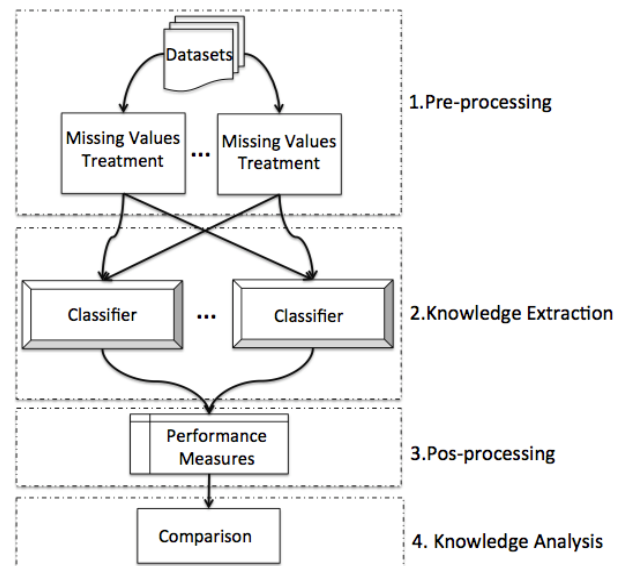 Datasets
1.Pre-processing
Missing Values
Treatment
...
Missing Values
Treatment
Classifier
...
Classifier
2.Knowledge Extraction
Performance
Measures
3.Pos-processing
Comparison
4. Knowledge Analysis